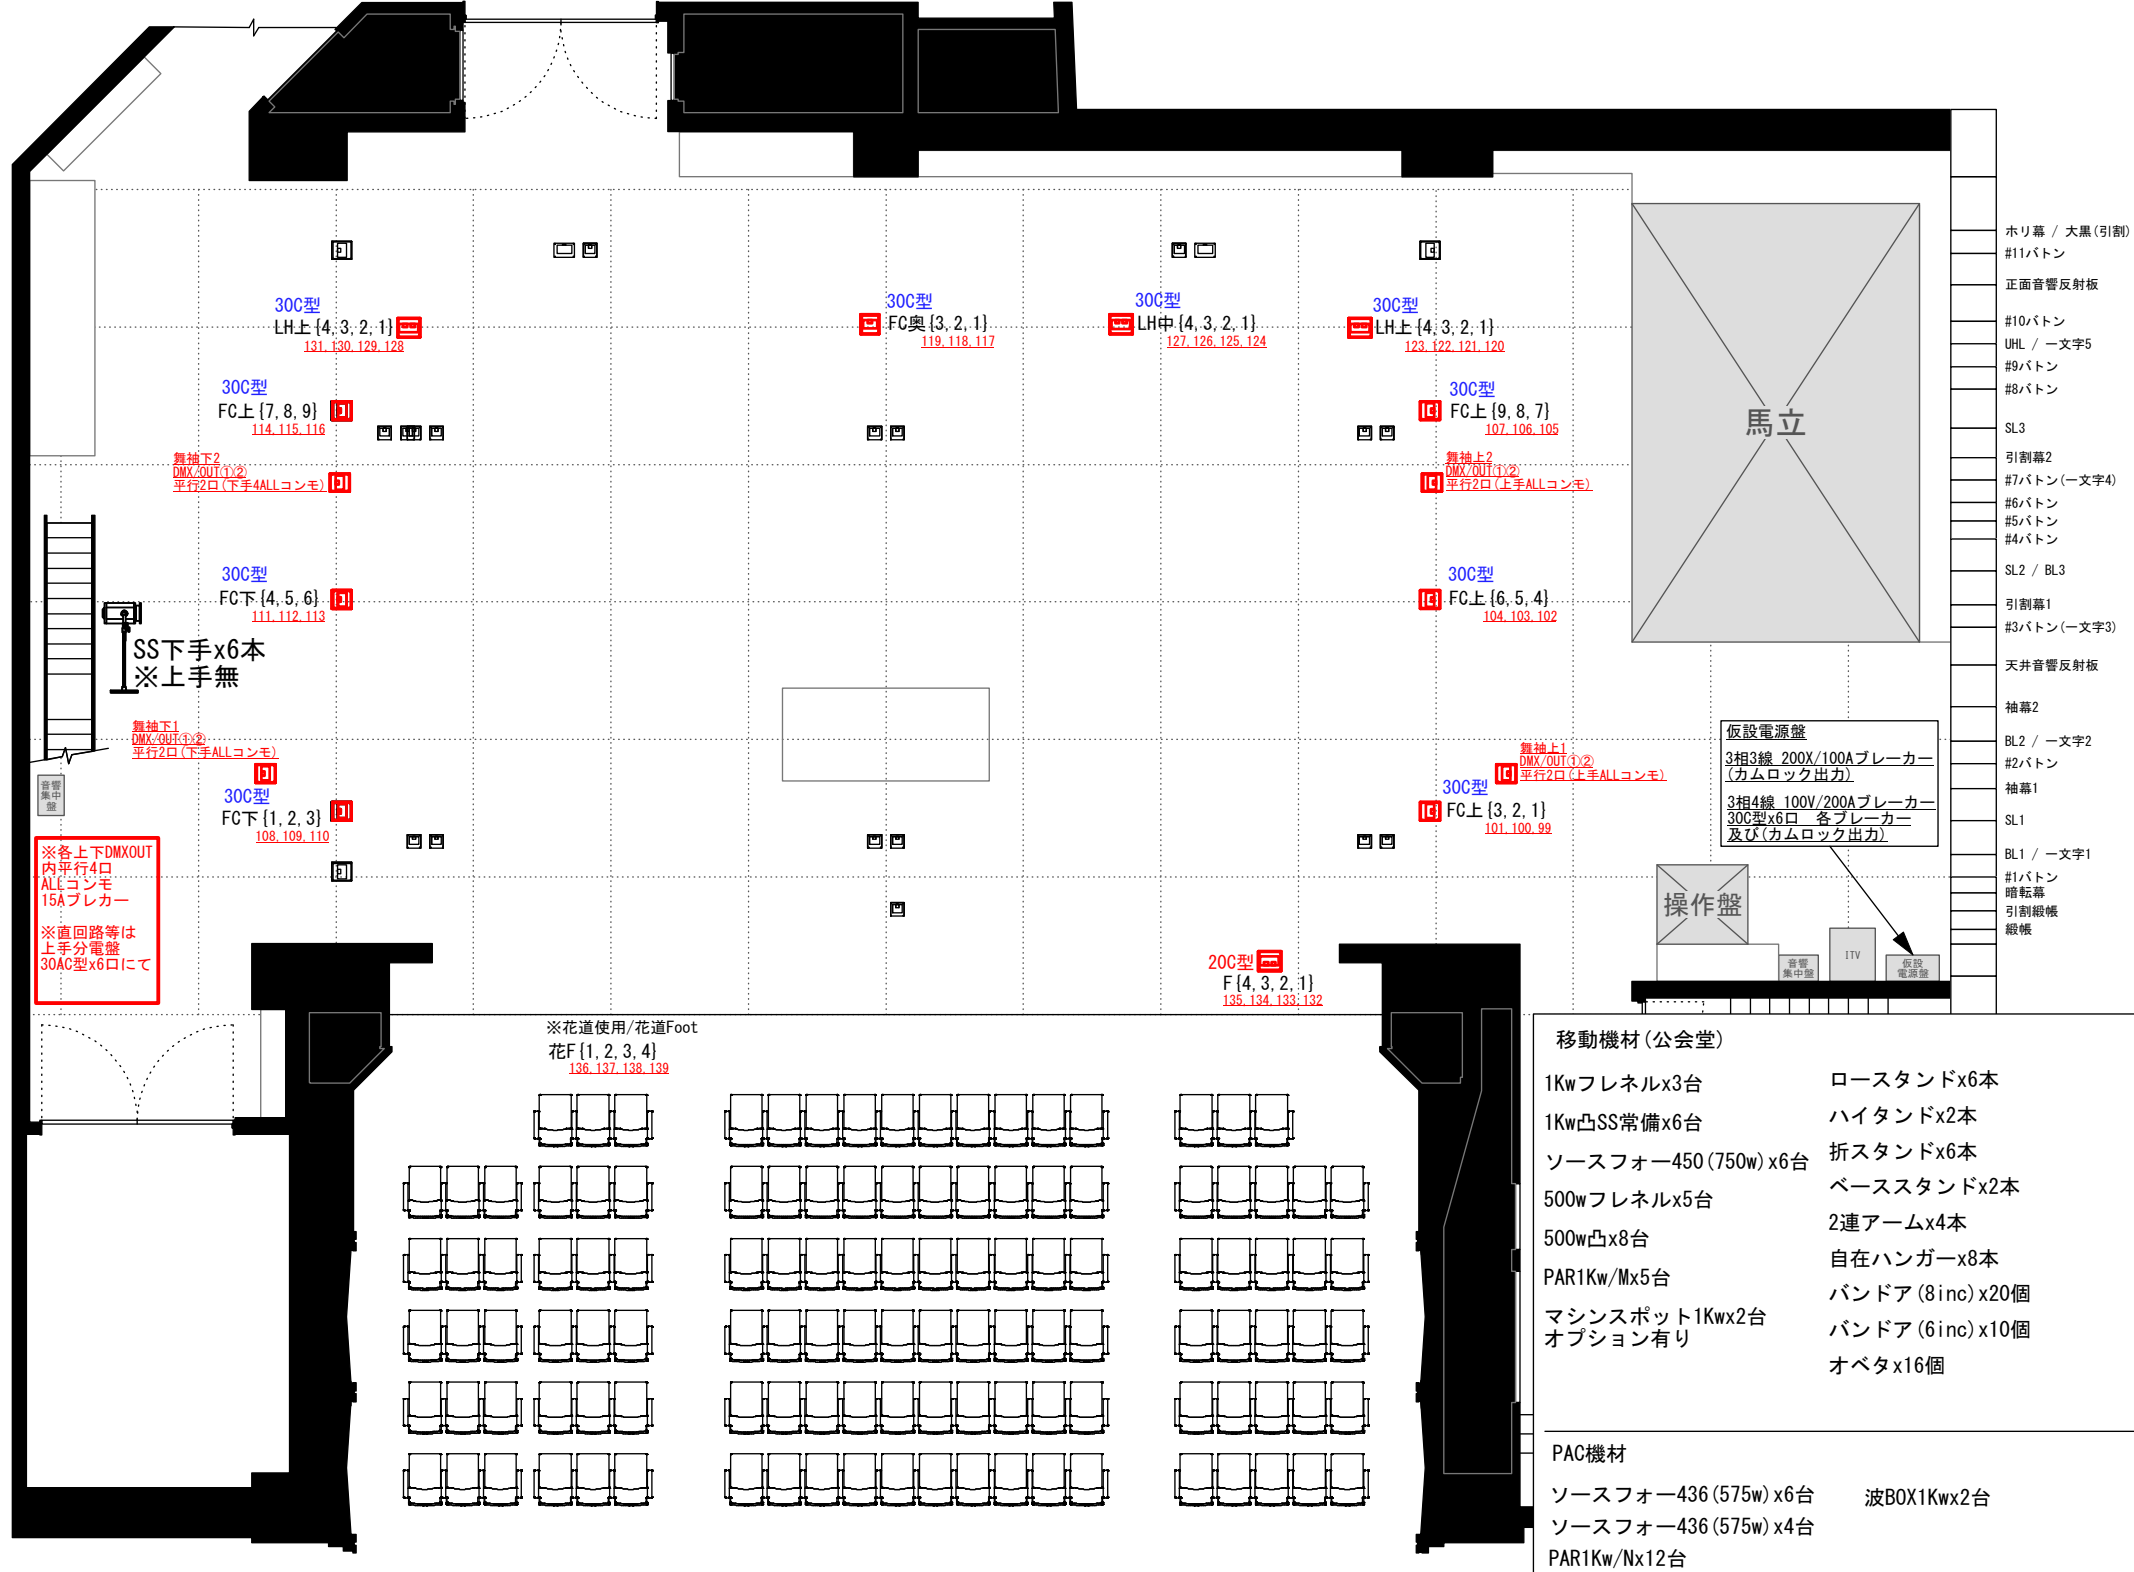 ホリ幕 / 大黒(引割)
#11バトン
正面音響反射板
#10バトン
UHL / 一文字5
#9バトン
#8バトン
SL3
引割幕2
#7バトン(一文字4)
#6バトン
#5バトン
#4バトン
SL2 / BL3
引割幕1
#3バトン(一文字3)
天井音響反射板
袖幕2
BL2 / 一文字2
#2バトン
袖幕1
SL1
BL1 / 一文字1
#1バトン
暗転幕
引割緞帳
緞帳
30C型
LH上{4,3,2,1}
131,130,129,128
30C型
FC奥{3,2,1}
119,118,117
30C型
LH中{4,3,2,1}
127,126,125,124
30C型
LH上{4,3,2,1}
123,122,121,120
30C型
FC上{7,8,9}
114,115,116
30C型
FC上{9,8,7}
107,106,105
馬立
舞袖下2
DMX/OUT①②
平行2口(下手4ALLコンモ)
舞袖上2
DMX/OUT①②
平行2口(上手ALLコンモ)
30C型
FC下{4,5,6}
111,112,113
30C型
FC上{6,5,4}
104,103,102
SS下手x6本
※上手無
舞袖下1
DMX/OUT①②
平行2口(下手ALLコンモ)
舞袖上1
DMX/OUT①②
平行2口(上手ALLコンモ)
仮設電源盤
3相3線 200X/100Aブレーカー
(カムロック出力)
3相4線 100V/200Aブレーカー
30C型x6口 各ブレーカー
及び(カムロック出力)
音響
集中
盤
30C型
FC下{1,2,3}
108,109,110
30C型
FC上{3,2,1}
101,100,99
※各上下DMXOUT
内平行4口
ALLコンモ
15Aブレカー
※直回路等は
上手分電盤
30AC型x6口にて
操作盤
音響
集中盤
ITV
仮設
電源盤
20C型
F{4,3,2,1}
135,134,133,132
※花道使用/花道Foot
花F{1,2,3,4}
136,137,138,139
移動機材(公会堂)
1Kwフレネルx3台
1Kw凸SS常備x6台
ソースフォー450(750w)x6台
500wフレネルx5台
500w凸x8台
PAR1Kw/Mx5台
マシンスポット1Kwx2台
オプション有り
ロースタンドx6本
ハイタンドx2本
折スタンドx6本
ベーススタンドx2本
2連アームx4本
自在ハンガーx8本
バンドア(8inc)x20個
バンドア(6inc)x10個
オベタx16個
PAC機材
ソースフォー436(575w)x6台
ソースフォー436(575w)x4台
PAR1Kw/Nx12台
波BOX1Kwx2台